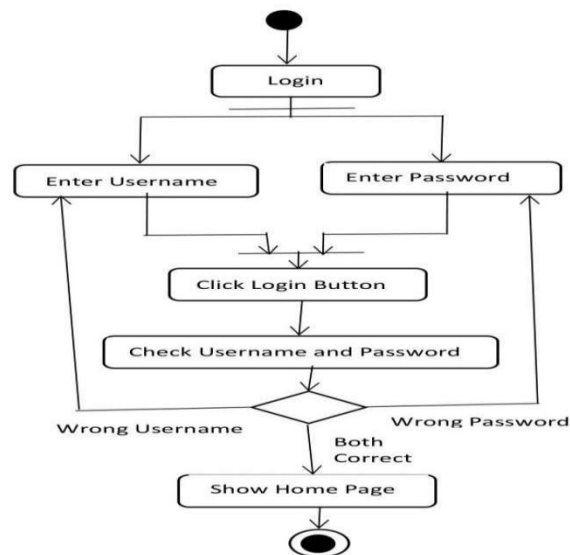 Login
Enter Username
Enter Password
Click Login Button
Check Username and Password
Wrong Username
Wrong Password
Both
Correct
Show Home Page